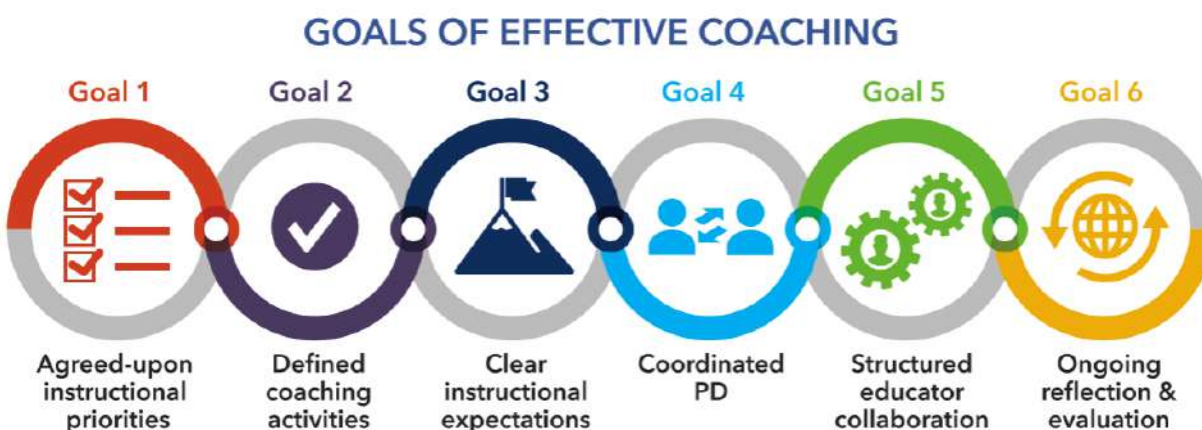 GOALS OF EFFECTIVE COACHING
Goal 1
Goal 2
Goal 3
Goal 4
Goal 5
Goal 6
Agreed-upon
instructional
priorities
Defined
coaching
activities
Clear
instructional
expectations
Coordinated
PD
Structured
educator
collaboration
Ongoing
reflection &
evaluation